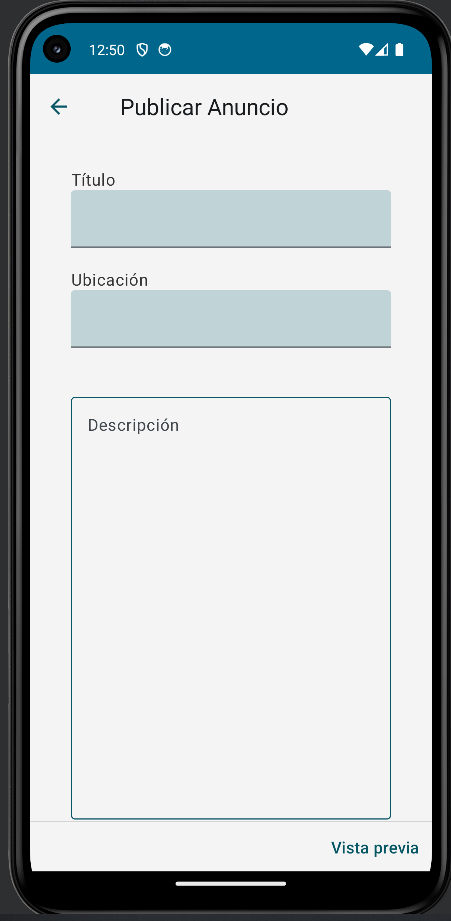 12:50
Publicar Anuncio
Título
Ubicación
Descripción
Vista previa